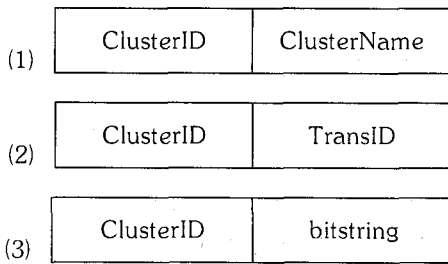 (1) ClusterID ClusterName
(2) ClusterID TransID
(3) ClusterID bitstring